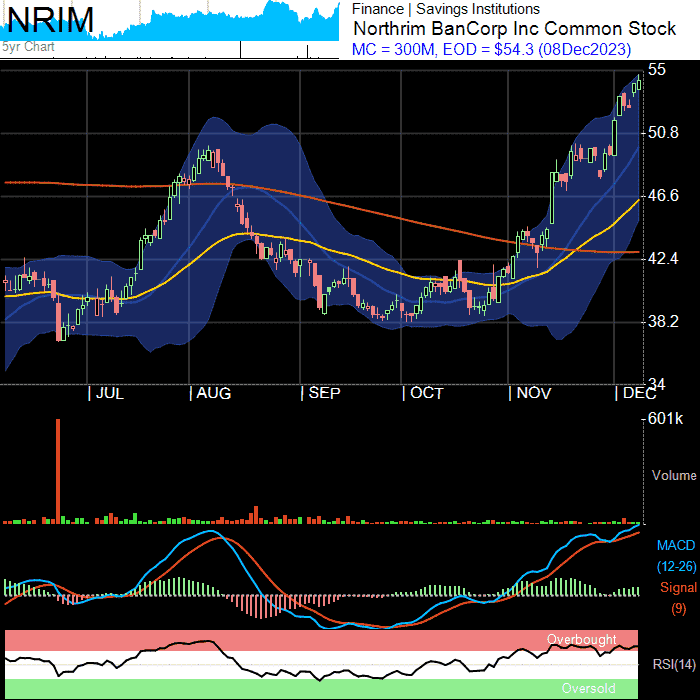 NRIM
5yr Chart
Finance | Savings Institutions
Northrim BanCorp Inc Common Stock
MC = 300M, EOD = $54.3 (08Dec2023)
55
50.8
46.6
42.4
38.2
34
| JUL | AUG | SEP | OCT | NOV | DEC
601k
Volume
MACD
(12-26)
Signal
(9)
Overbought
RSI(14)
Oversold